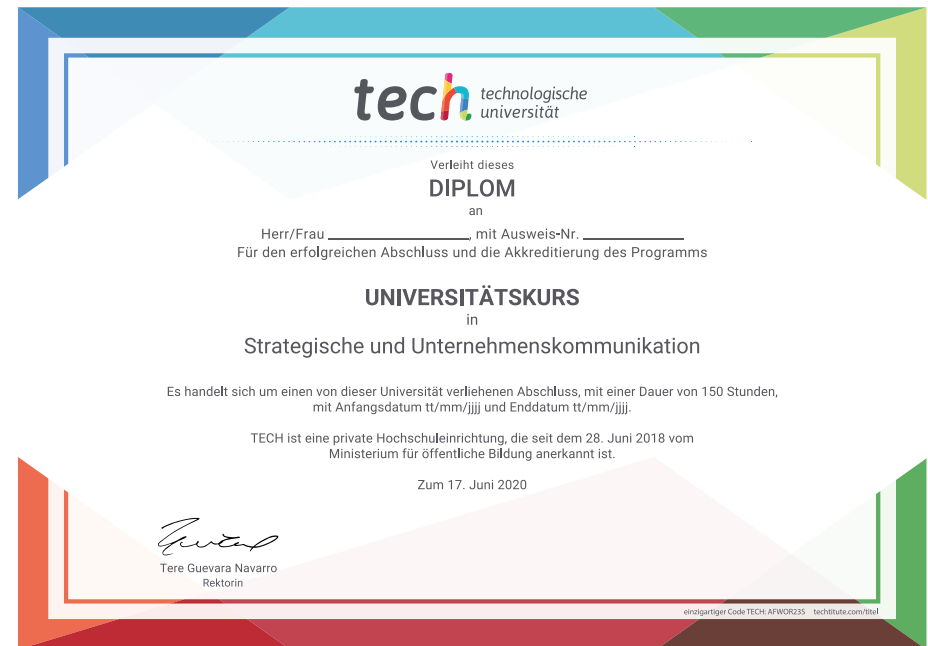 tech technologische
universität
Verleiht dieses
DIPLOM
an
Herr/Frau ____________________, mit Ausweis-Nr. ______________
Für den erfolgreichen Abschluss und die Akkreditierung des Programms
UNIVERSITÄTSKURS
in
Strategische und Unternehmenskommunikation
Es handelt sich um einen von dieser Universität verliehenen Abschluss, mit einer Dauer von 150 Stunden,
mit Anfangsdatum tt/mm/jjjj und Enddatum tt/mm/jjjj.
TECH ist eine private Hochschuleinrichtung, die seit dem 28. Juni 2018 vom
Ministerium für öffentliche Bildung anerkannt ist.
Zum 17. Juni 2020
Tere Guevara Navarro
Rektorin
einzigartiger Code TECH: AFWOR23S techtitute.com/titel